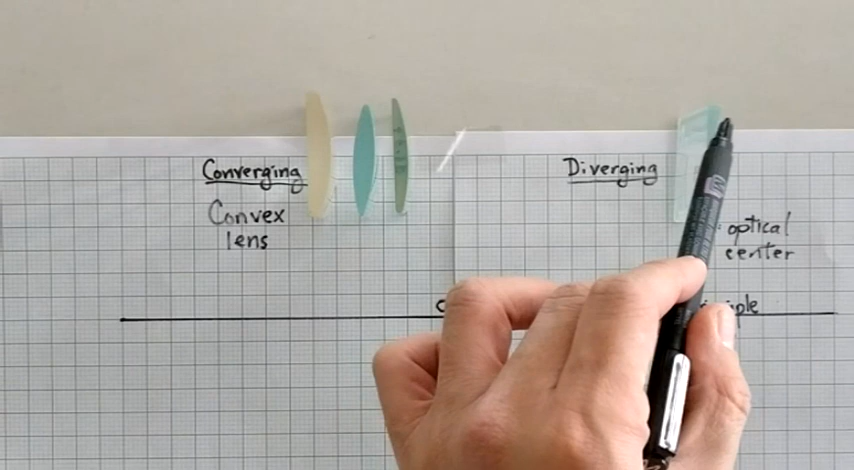 Converging
Convex
lens
Diverging
: optical
center